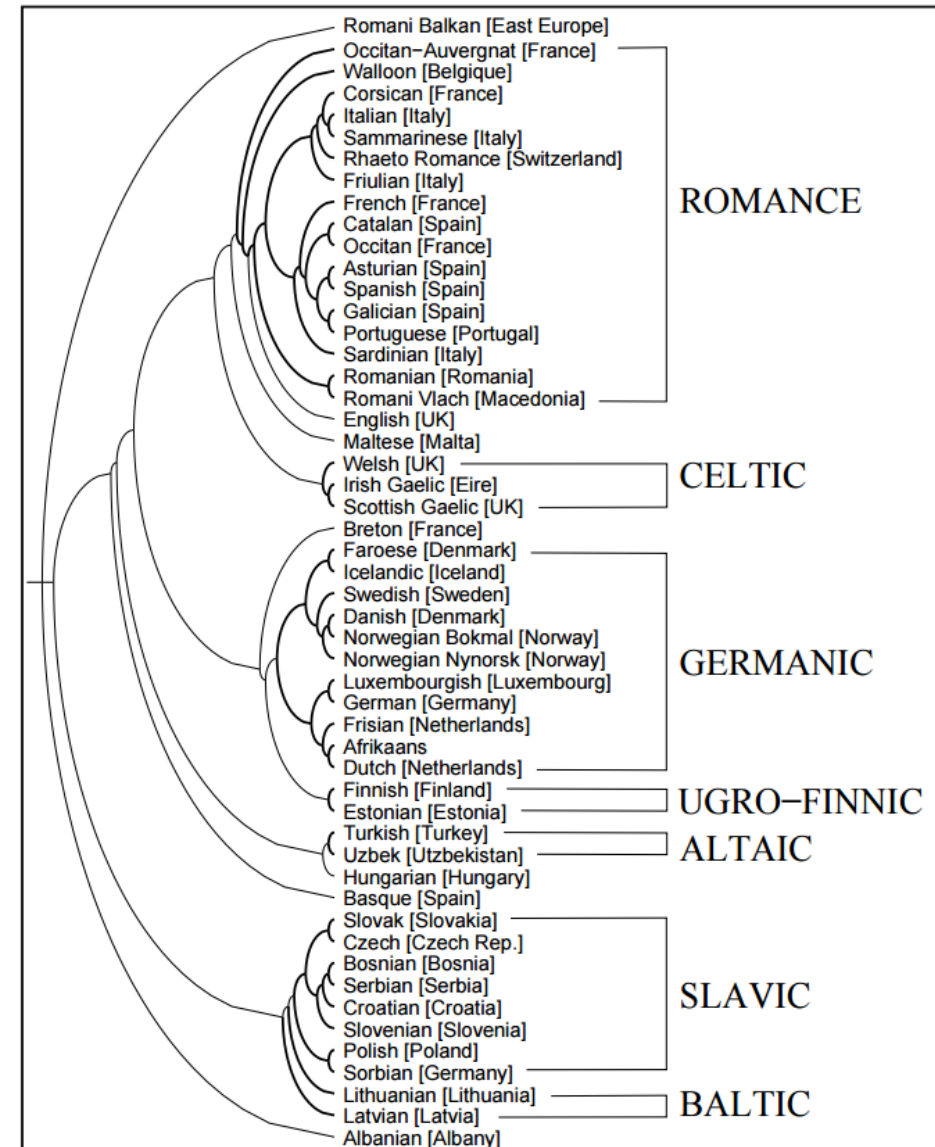 Romani Balkan [East Europe]
Occitan−Auvergnat [France]
Walloon [Belgique]
Corsican [France]
Italian [Italy]
Sammarinese [Italy]
Rhaeto Romance [Switzerland]
Friulian [Italy]
French [France]
Catalan [Spain]
Occitan [France]
Asturian [Spain]
Spanish [Spain]
Galician [Spain]
Portuguese [Portugal]
Sardinian [Italy]
Romanian [Romania]
Romani Vlach [Macedonia]
ROMANCE
English [UK]
Maltese [Malta]
Welsh [UK]
Irish Gaelic [Eire]
Scottish Gaelic [UK]
CELTIC
Breton [France]
Faroese [Denmark]
Icelandic [Iceland]
Swedish [Sweden]
Danish [Denmark]
Norwegian Bokmal [Norway]
Norwegian Nynorsk [Norway]
Luxembourgish [Luxembourg]
German [Germany]
Frisian [Netherlands]
Afrikaans
Dutch [Netherlands]
GERMANIC
Finnish [Finland]
Estonian [Estonia]
UGRO−FINNIC
Turkish [Turkey]
Uzbek [Utzbekistan]
ALTAIC
Hungarian [Hungary]
Basque [Spain]
Slovak [Slovakia]
Czech [Czech Rep.]
Bosnian [Bosnia]
Serbian [Serbia]
Croatian [Croatia]
Slovenian [Slovenia]
Polish [Poland]
Sorbian [Germany]
SLAVIC
Lithuanian [Lithuania]
Latvian [Latvia]
BALTIC
Albanian [Albany]